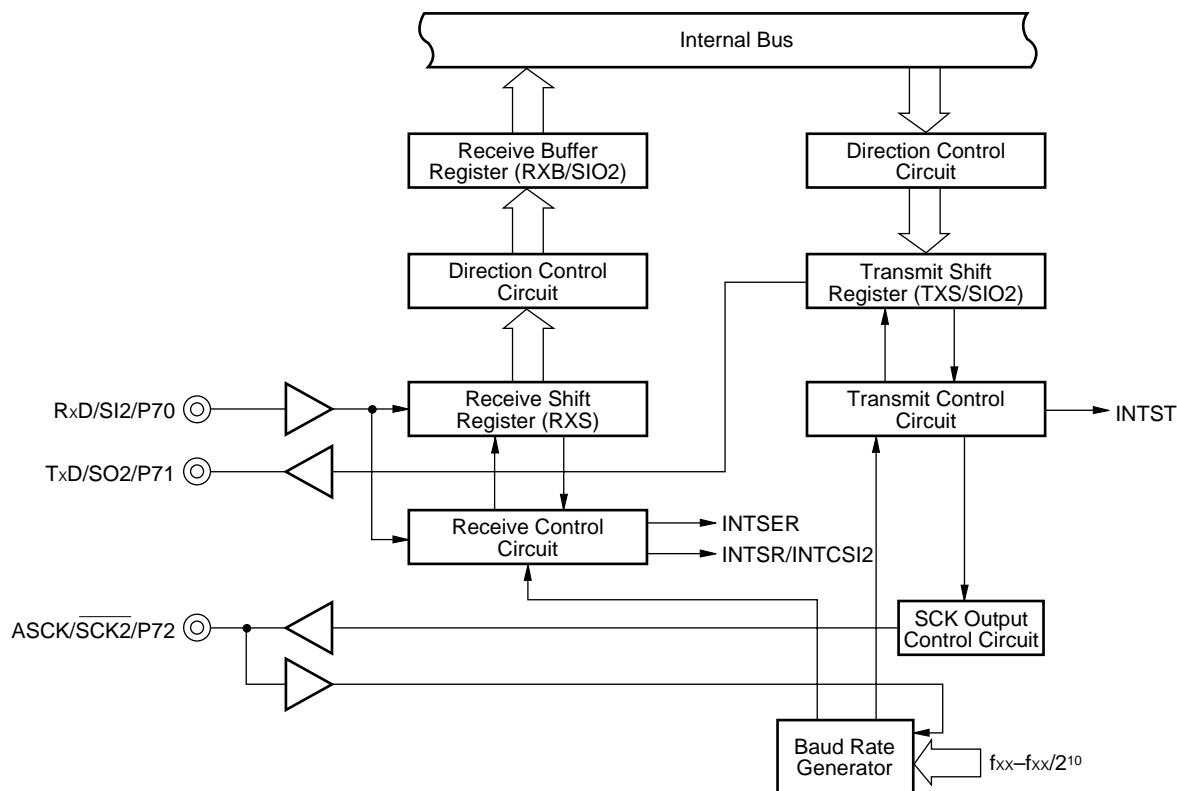 Internal Bus
Receive Buffer
Register (RXB/SIO2)
Direction Control
Circuit
Direction Control
Circuit
Transmit Shift
Register (TXS/SIO2)
RxD/SI2/P70
Receive Shift
Register (RXS)
Transmit Control
Circuit
INTST
TxD/SO2/P71
Receive Control
Circuit
INTSER
INTSR/INTCSI2
ASCK/S̅C̅K̅2̅/P72
SCK Output
Control Circuit
Baud Rate
Generator
fxx–fxx/2¹⁰